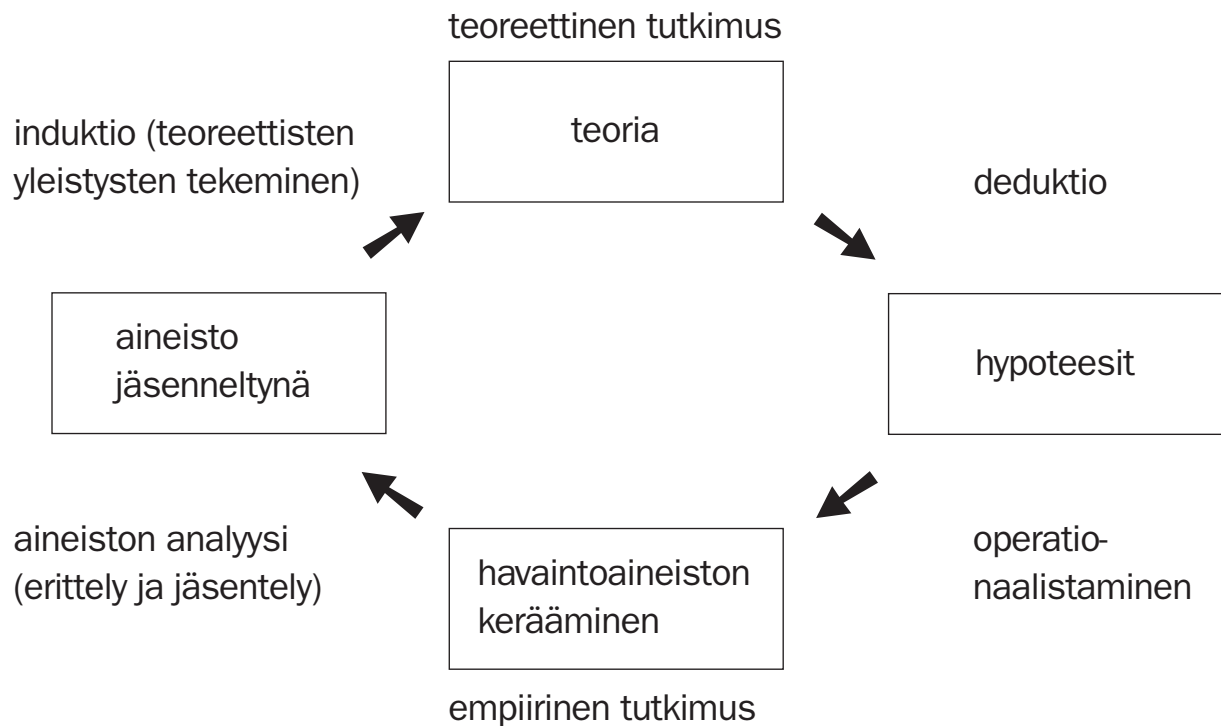 teoreettinen tutkimus
teoria
induktio (teoreettisten
yleistysten tekeminen)
deduktio
aineisto
jäsenneltynä
hypoteesit
aineiston analyysi
(erittely ja jäsentely)
havaintoaineiston
kerääminen
operatio-
naalistaminen
empiirinen tutkimus